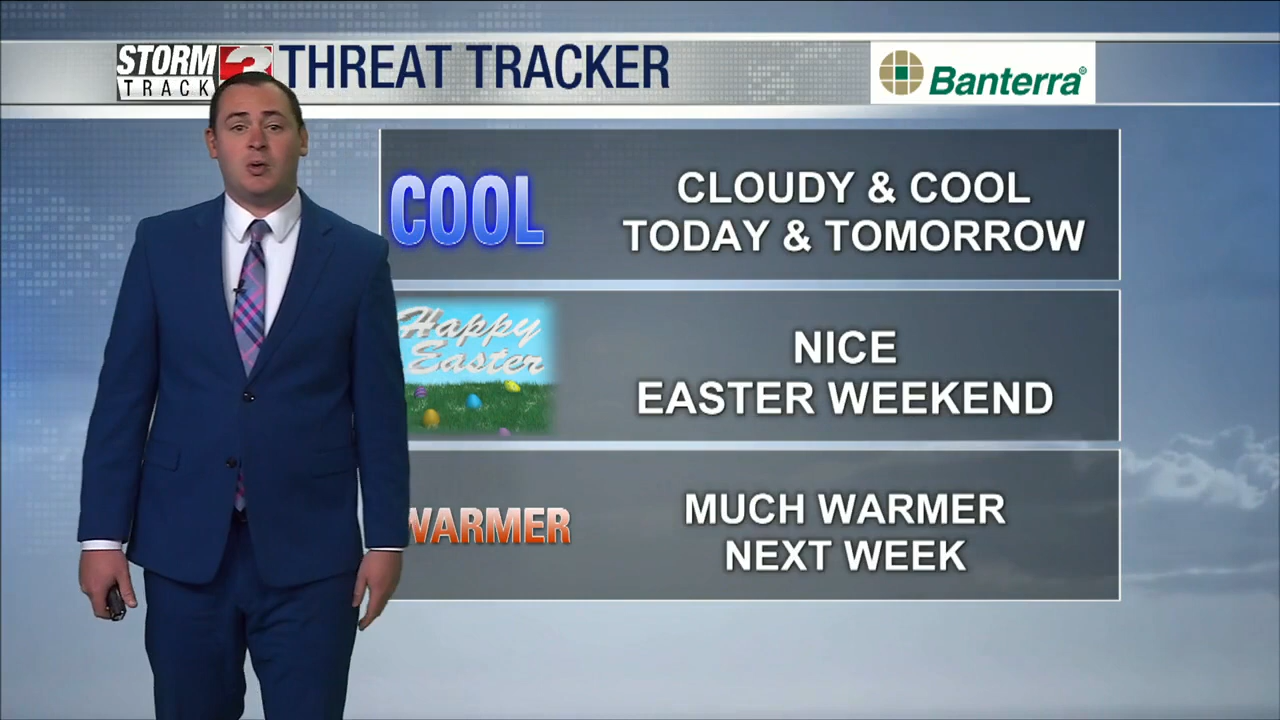 STORM 3
TRACK
THREAT TRACKER
Banterra®
COOL
CLOUDY & COOL
TODAY & TOMORROW
Happy
Easter
NICE
EASTER WEEKEND
WARMER
MUCH WARMER
NEXT WEEK